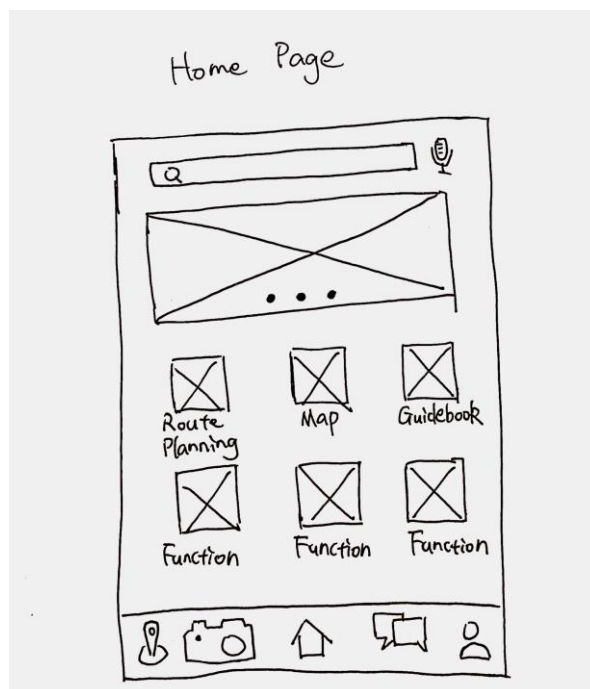 Home Page
Route
Planning
Map
Guidebook
Function
Function
Function